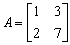 A = [1 3
2 7]